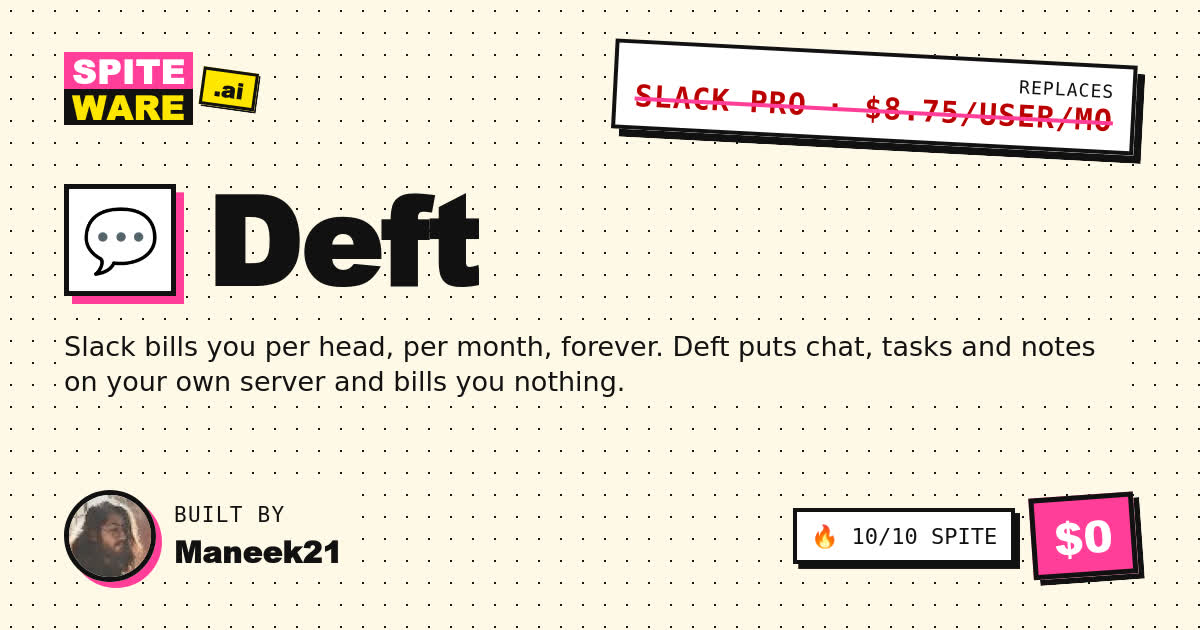 SPITE
WARE
.ai
REPLACES
SLACK PRO · $8.75/USER/MO
Deft
Slack bills you per head, per month, forever. Deft puts chat, tasks and notes
on your own server and bills you nothing.
BUILT BY
Maneek21
🔥 10/10 SPITE
$0